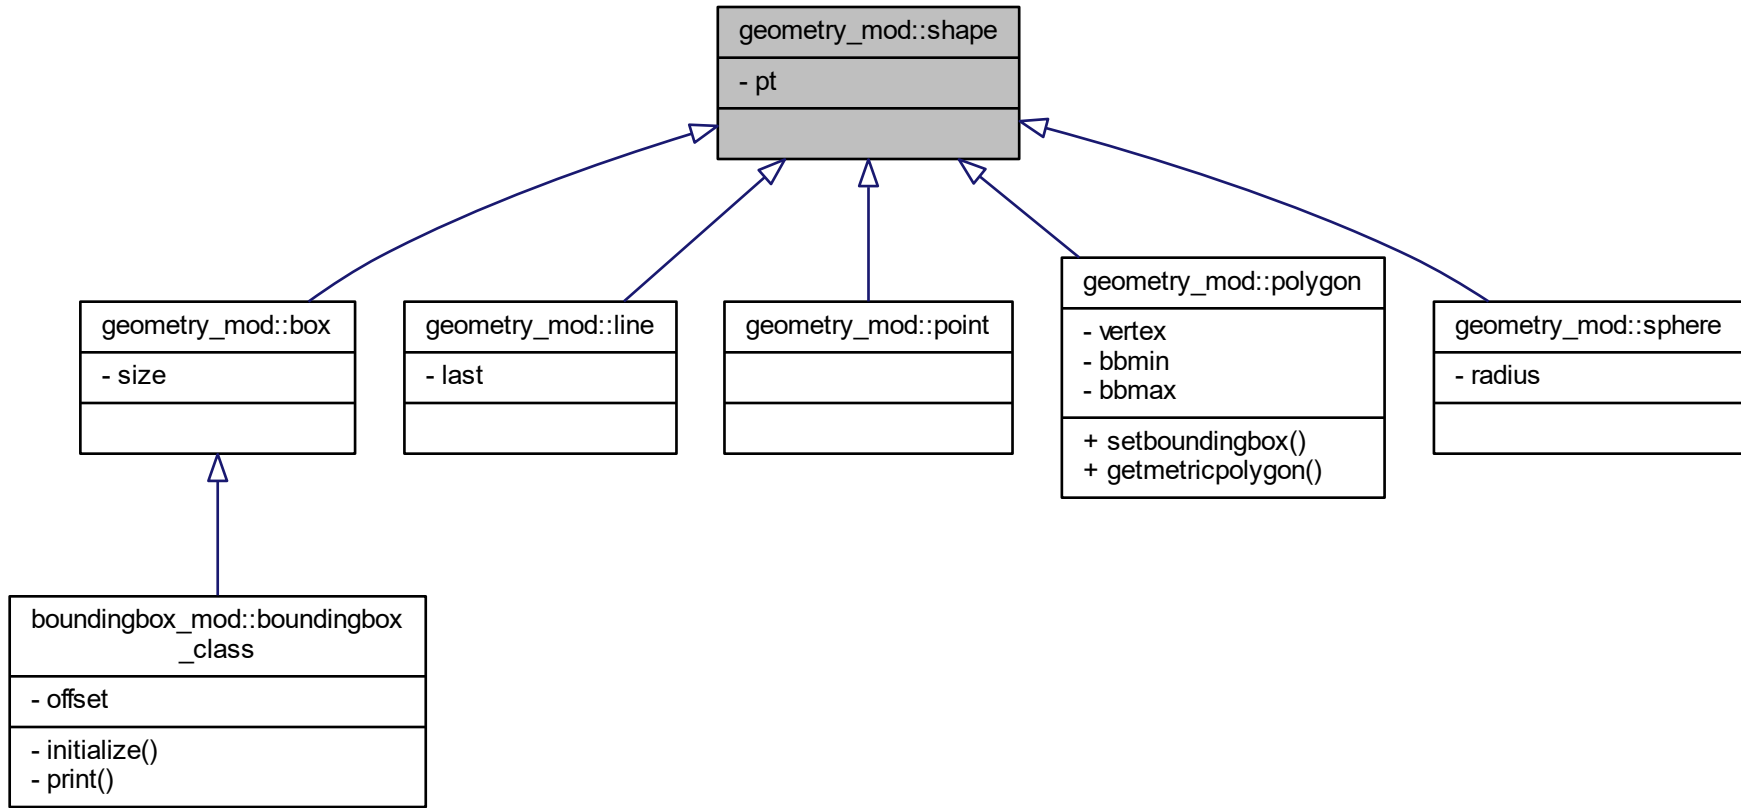 geometry_mod::shape
- pt
geometry_mod::box
- size
geometry_mod::line
- last
geometry_mod::point
geometry_mod::polygon
- vertex
- bbmin
- bbmax
+ setboundingbox()
+ getmetricpolygon()
geometry_mod::sphere
- radius
boundingbox_mod::boundingbox
_class
- offset
- initialize()
- print()